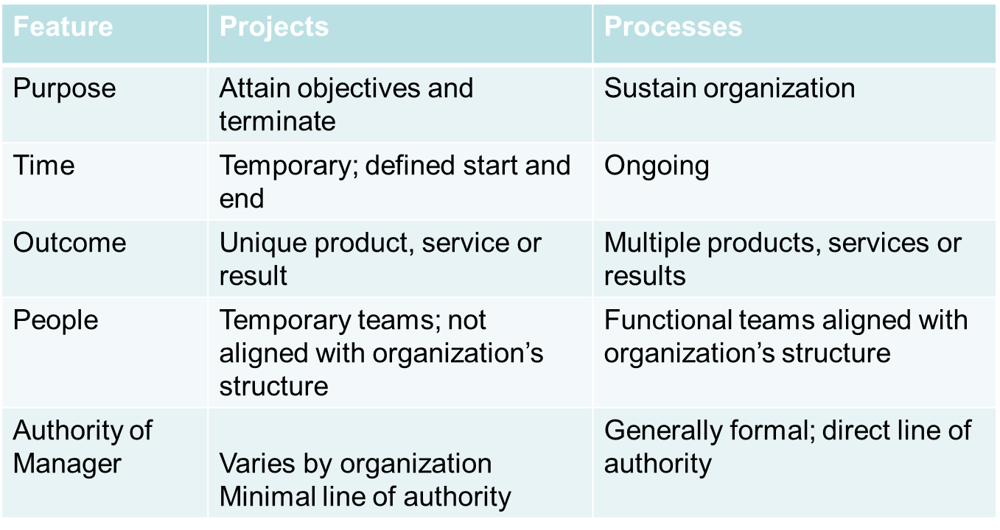 Feature
Projects
Processes
Purpose
Attain objectives and
terminate
Sustain organization
Time
Temporary; defined start and
end
Ongoing
Outcome
Unique product, service or
result
Multiple products, services or
results
People
Temporary teams; not
aligned with organization’s
structure
Functional teams aligned with
organization’s structure
Authority of
Manager
Varies by organization
Minimal line of authority
Generally formal; direct line of
authority